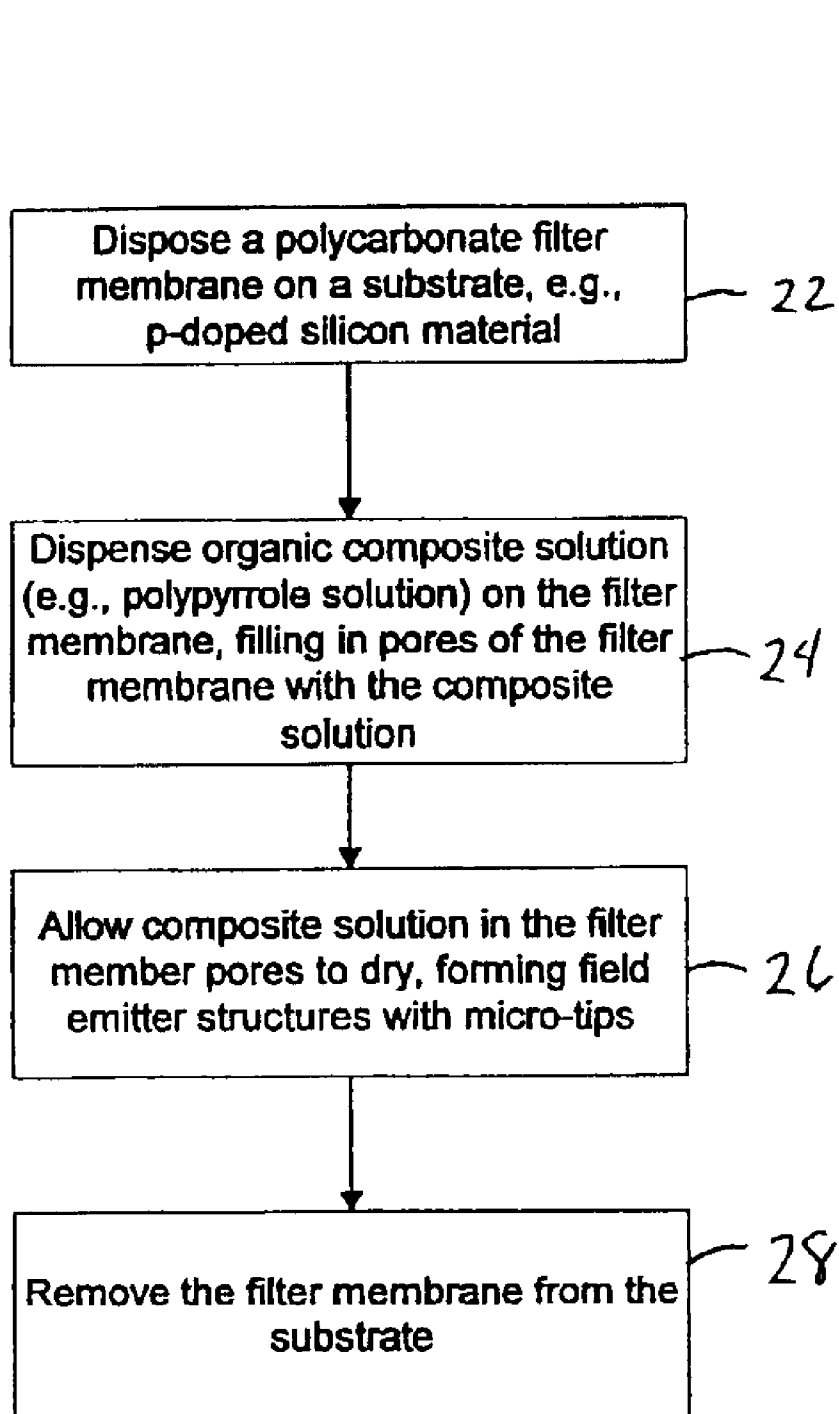 Dispose a polycarbonate filter
membrane on a substrate, e.g.,
p-doped silicon material
22
Dispense organic composite solution
(e.g., polypyrrole solution) on the filter
membrane, filling in pores of the filter
membrane with the composite
solution
24
Allow composite solution in the filter
member pores to dry, forming field
emitter structures with micro-tips
26
Remove the filter membrane from the
substrate
28